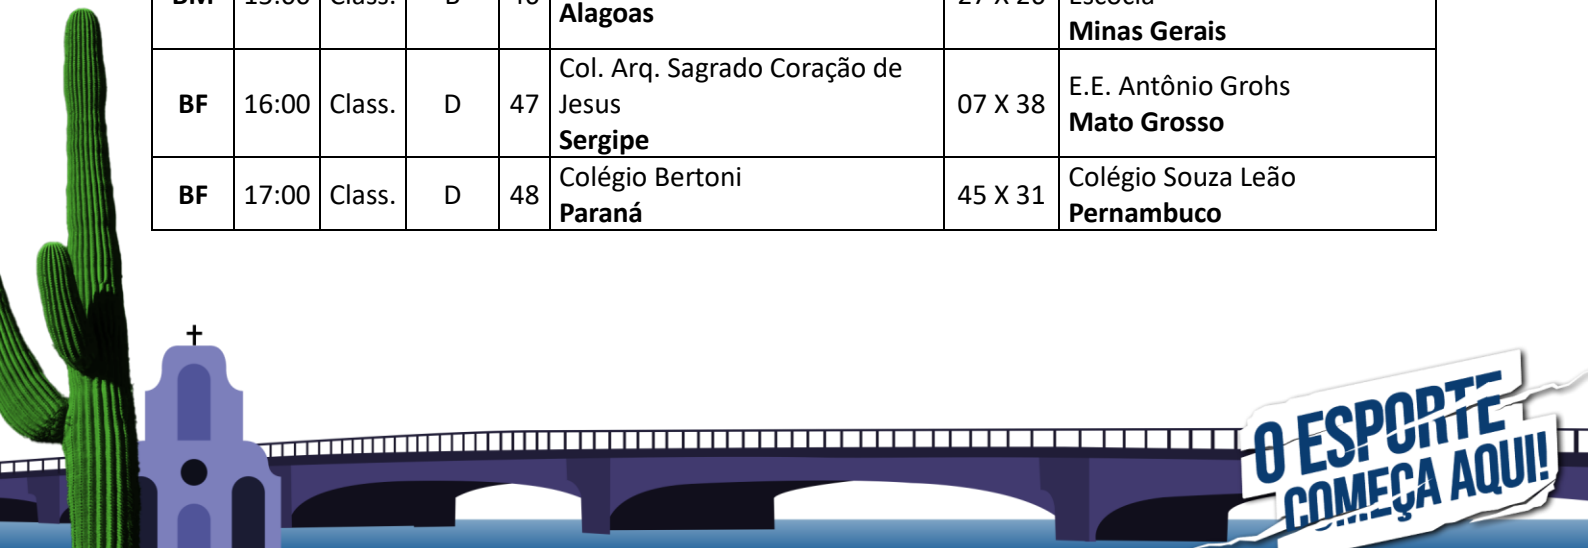 Alagoas
Minas Gerais
BF 16:00 Class. D 47 Col. Arq. Sagrado Coração de Jesus Sergipe 07 X 38 E.E. Antônio Grohs Mato Grosso
BF 17:00 Class. D 48 Colégio Bertoni Paraná 45 X 31 Colégio Souza Leão Pernambuco
O ESPORTE
COMEÇA AQUI!